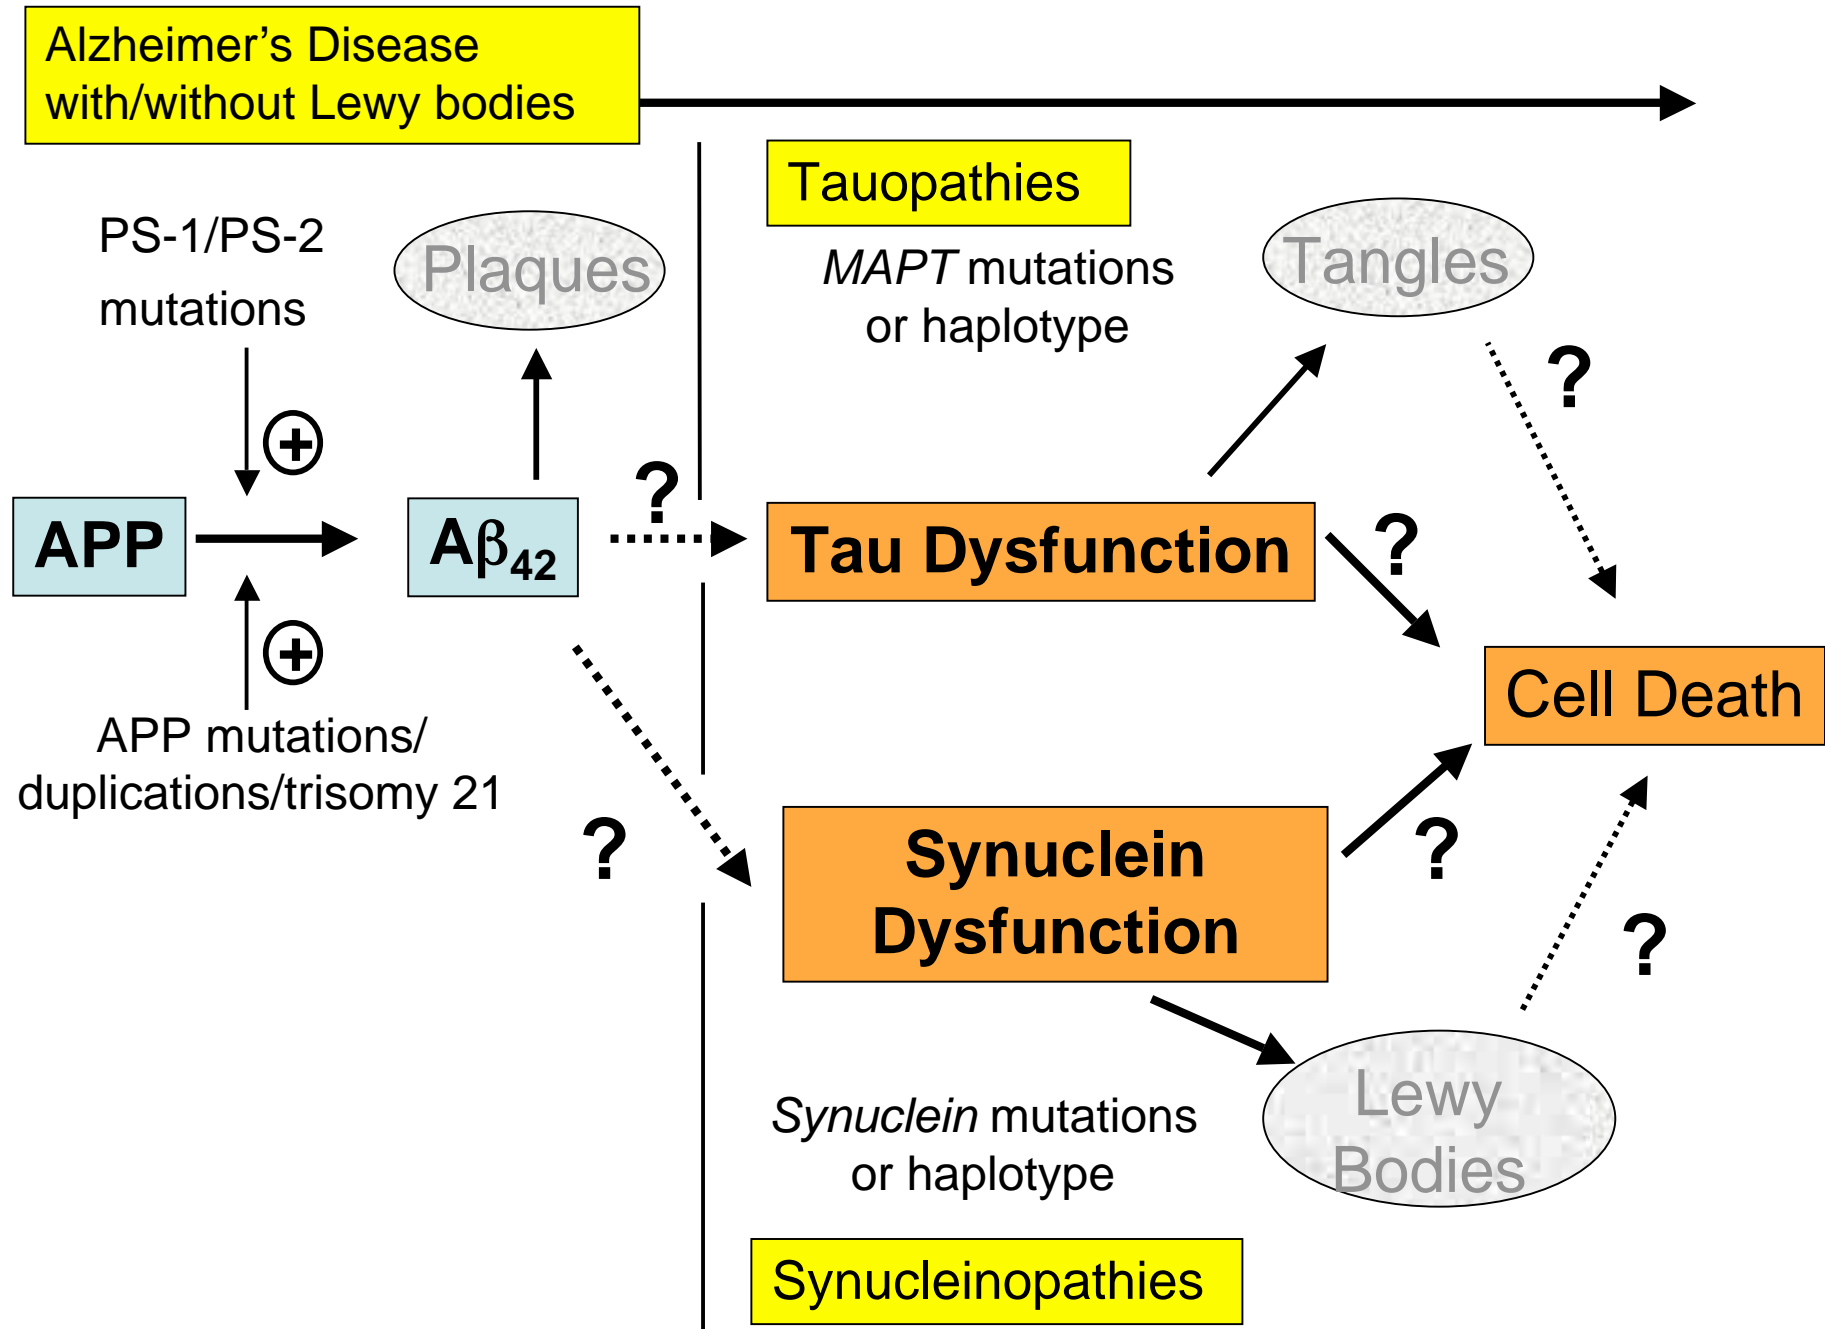 Alzheimer’s Disease
with/without Lewy bodies
Tauopathies
PS-1/PS-2
mutations
Plaques
MAPT mutations
or haplotype
Tangles
?
+
?
?
APP
Aβ42
Tau Dysfunction
+
Cell Death
APP mutations/
duplications/trisomy 21
?
Synuclein
Dysfunction
?
?
Synuclein mutations
or haplotype
Lewy
Bodies
Synucleinopathies